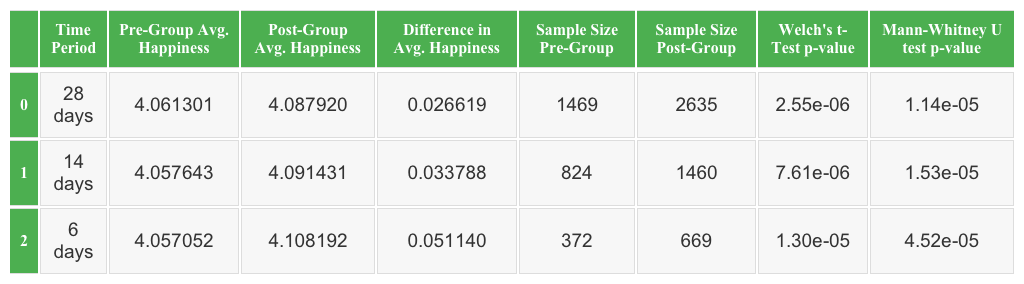 Time Period Pre-Group Avg. Happiness Post-Group Avg. Happiness Difference in Avg. Happiness Sample Size Pre-Group Sample Size Post-Group Welch's t-Test p-value Mann-Whitney U test p-value
0 28 days 4.061301 4.087920 0.026619 1469 2635 2.55e-06 1.14e-05
1 14 days 4.057643 4.091431 0.033788 824 1460 7.61e-06 1.53e-05
2 6 days 4.057052 4.108192 0.051140 372 669 1.30e-05 4.52e-05